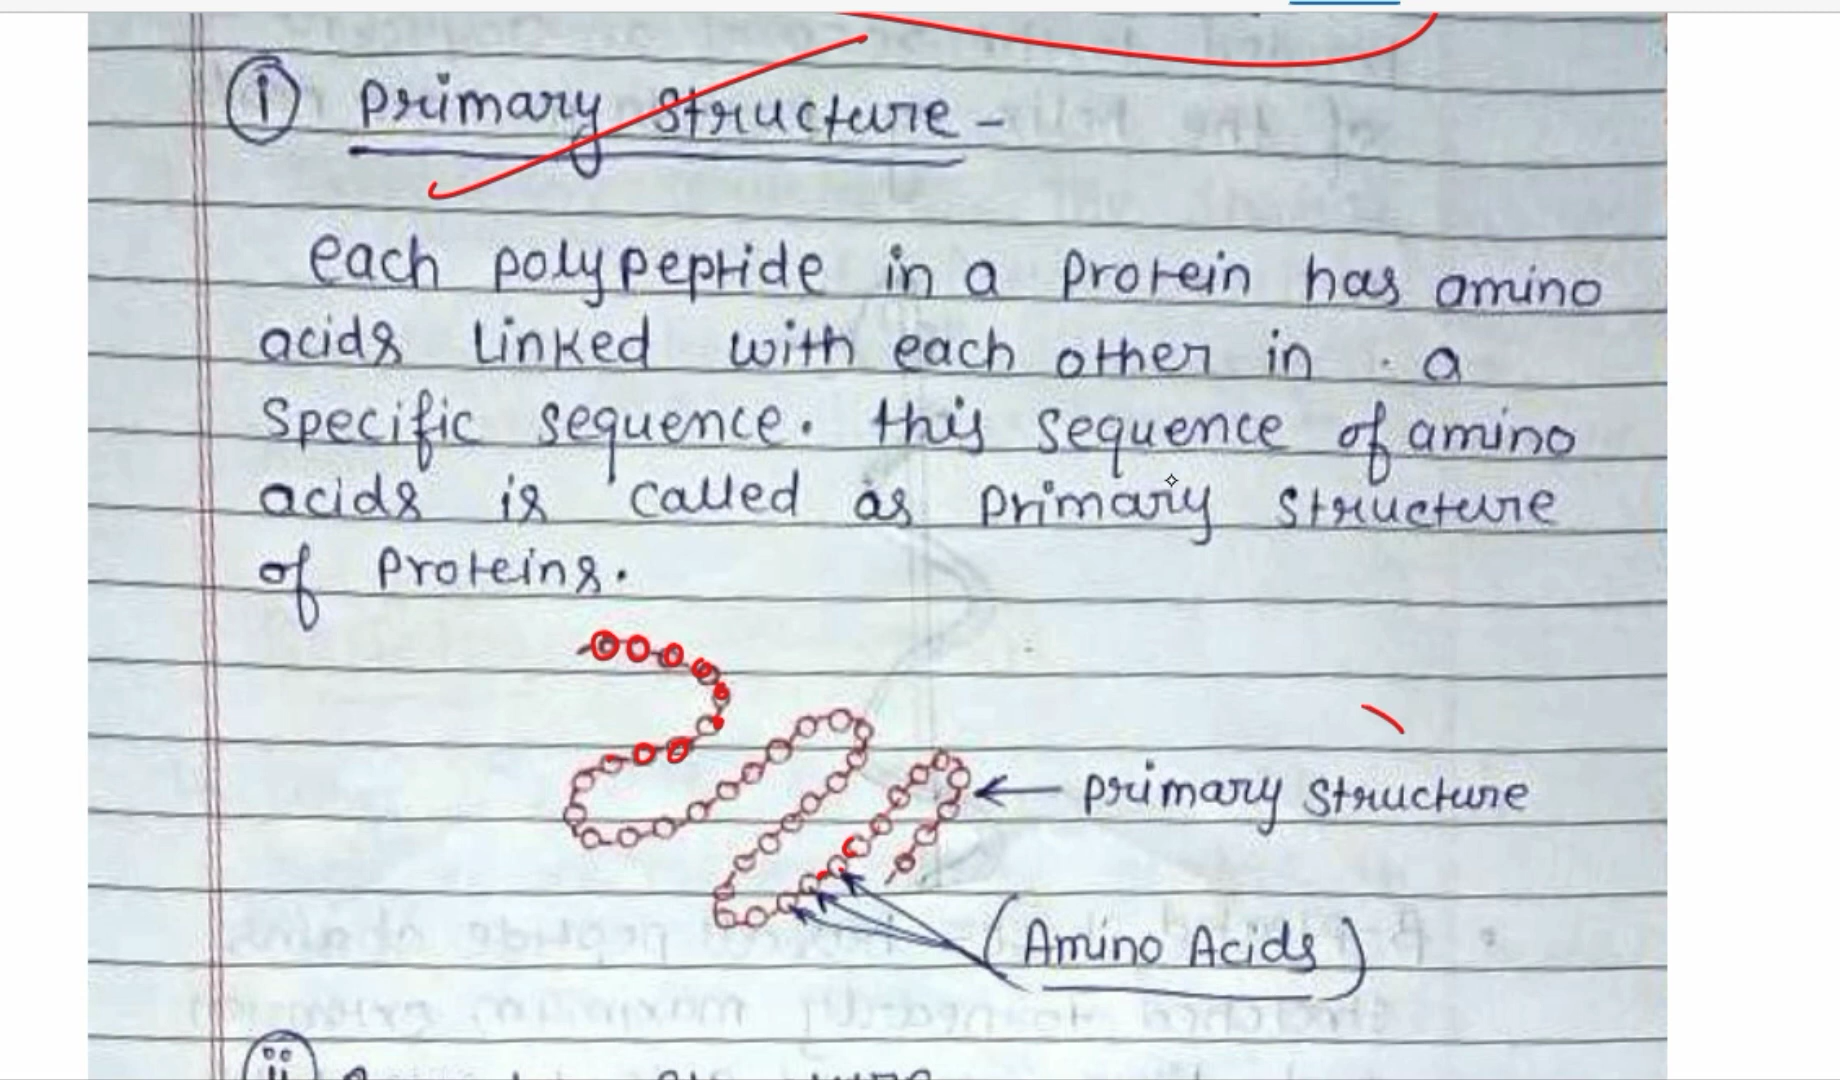 i Primary Structure -
each polypeptide in a Protein has amino
acids Linked with each other in a
Specific sequence. this sequence of amino
acids is called as Primary Structure
of Proteins.
← Primary Structure
(Amino Acids)
ii